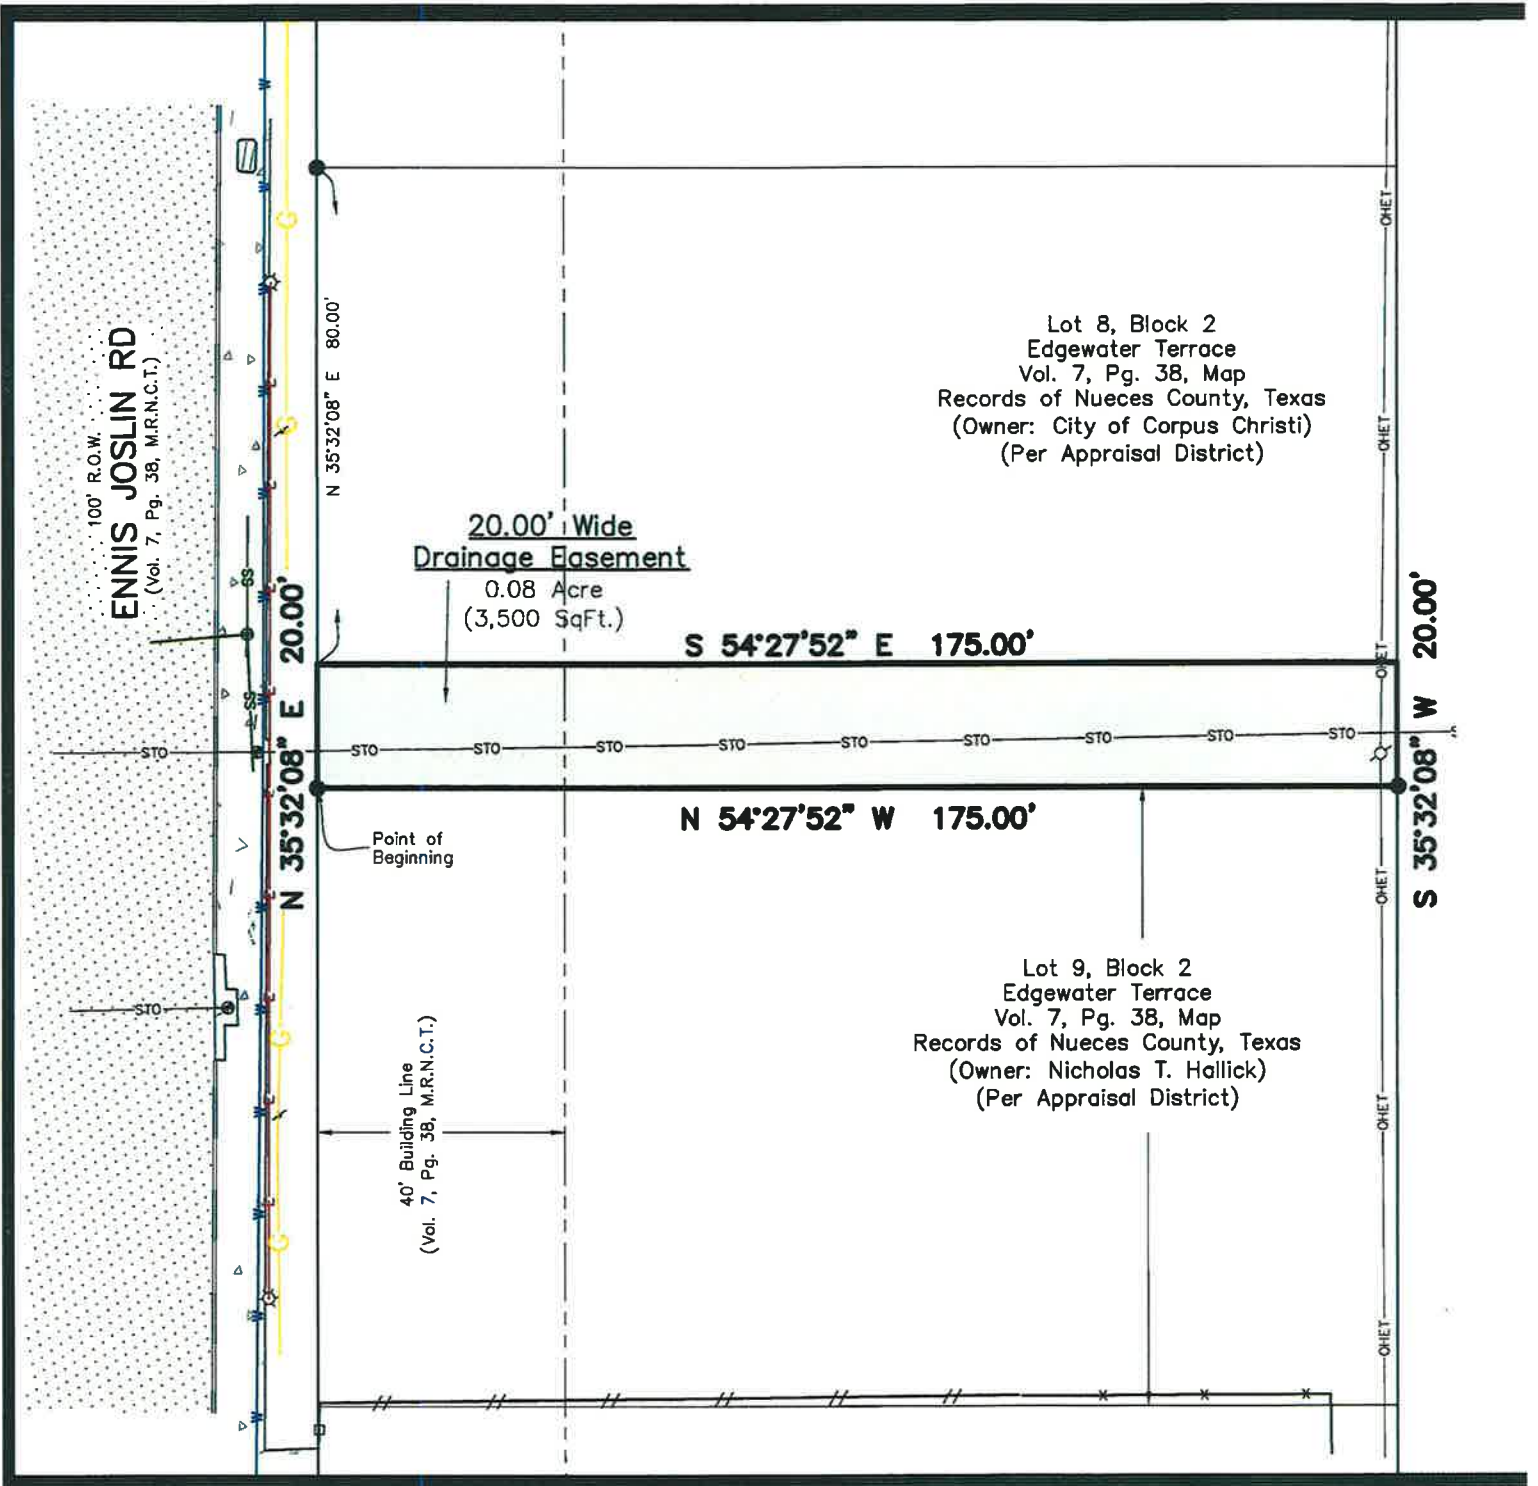 100' R.O.W.
ENNIS JOSLIN RD
(Vol. 7, Pg. 38, M.R.N.C.T.)
N 35°32'08" E 80.00'
Lot 8, Block 2
Edgewater Terrace
Vol. 7, Pg. 38, Map
Records of Nueces County, Texas
(Owner: City of Corpus Christi)
(Per Appraisal District)
20.00' Wide
Drainage Easement
0.08 Acre
(3,500 SqFt.)
S 54°27'52" E 175.00'
N 35°32'08" E 20.00'
S 35°32'08" W 20.00'
STO
STO
STO
STO
STO
STO
STO
STO
STO
STO
N 54°27'52" W 175.00'
Point of
Beginning
Lot 9, Block 2
Edgewater Terrace
Vol. 7, Pg. 38, Map
Records of Nueces County, Texas
(Owner: Nicholas T. Hallick)
(Per Appraisal District)
STO
40' Building Line
(Vol. 7, Pg. 38, M.R.N.C.T.)
OHET
OHET
OHET
OHET
OHET
OHET
SS
SS
G
G
G
G
W
W
W
W
W
W
W
W
W
W
W
W
W
W
E
E
E
E
E
E
E
E
E